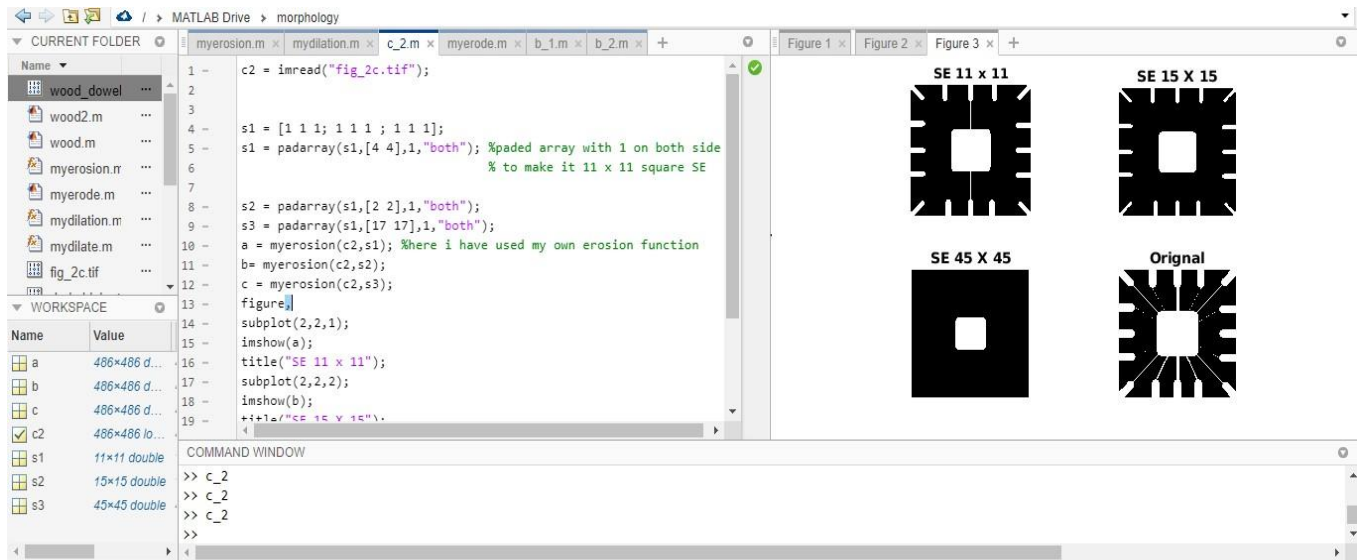 / › MATLAB Drive › morphology
CURRENT FOLDER
Name
wood_dowel ...
wood2.m ...
wood.m ...
myerosion.m ...
myerode.m ...
mydilation.m ...
mydilate.m ...
fig_2c.tif ...
WORKSPACE
Name Value
a 486×486 d...
b 486×486 d...
c 486×486 d...
c2 486×486 lo...
s1 11×11 double
s2 15×15 double
s3 45×45 double
myerosion.m × mydilation.m × c_2.m × myerode.m × b_1.m × b_2.m × +
1 - c2 = imread("fig_2c.tif");
2
3
4 - s1 = [1 1 1; 1 1 1 ; 1 1 1];
5 - s1 = padarray(s1,[4 4],1,"both"); %paded array with 1 on both side
6 % to make it 11 x 11 square SE
7
8 - s2 = padarray(s1,[2 2],1,"both");
9 - s3 = padarray(s1,[17 17],1,"both");
10 - a = myerosion(c2,s1); %here i have used my own erosion function
11 - b= myerosion(c2,s2);
12 - c = myerosion(c2,s3);
13 - figure,
14 - subplot(2,2,1);
15 - imshow(a);
16 - title("SE 11 x 11");
17 - subplot(2,2,2);
18 - imshow(b);
19 - title("SE 15 X 15");
Figure 1 × Figure 2 × Figure 3 × +
SE 11 x 11
SE 15 X 15
SE 45 X 45
Orignal
COMMAND WINDOW
>> c_2
>> c_2
>> c_2
>>